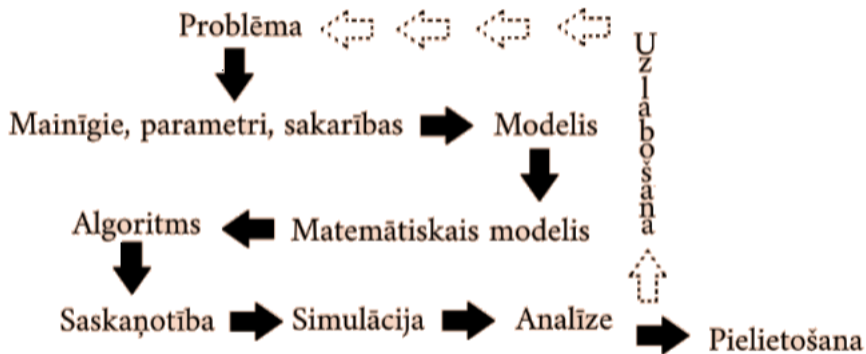 Problēma
Mainīgie, parametri, sakarības
Modelis
Matemātiskais modelis
Algoritms
Saskaņotība
Simulācija
Analīze
Pielietošana
Uzlabošana